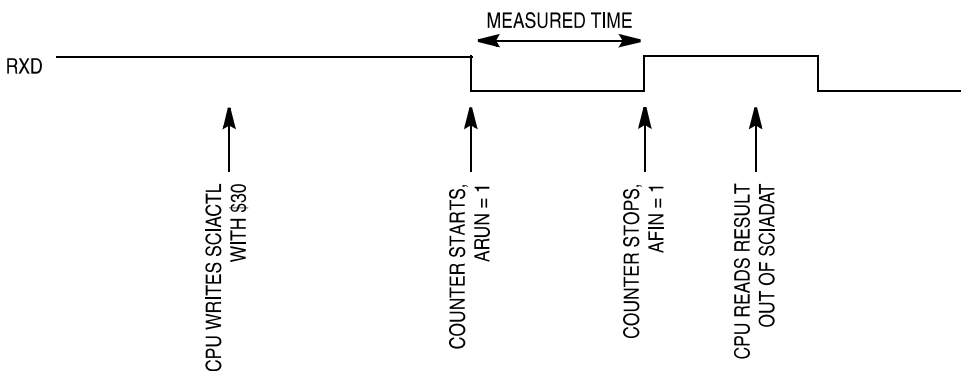 MEASURED TIME
RXD
CPU WRITES SCIACTL
WITH $30
COUNTER STARTS,
ARUN = 1
COUNTER STOPS,
AFIN = 1
CPU READS RESULT
OUT OF SCIADAT